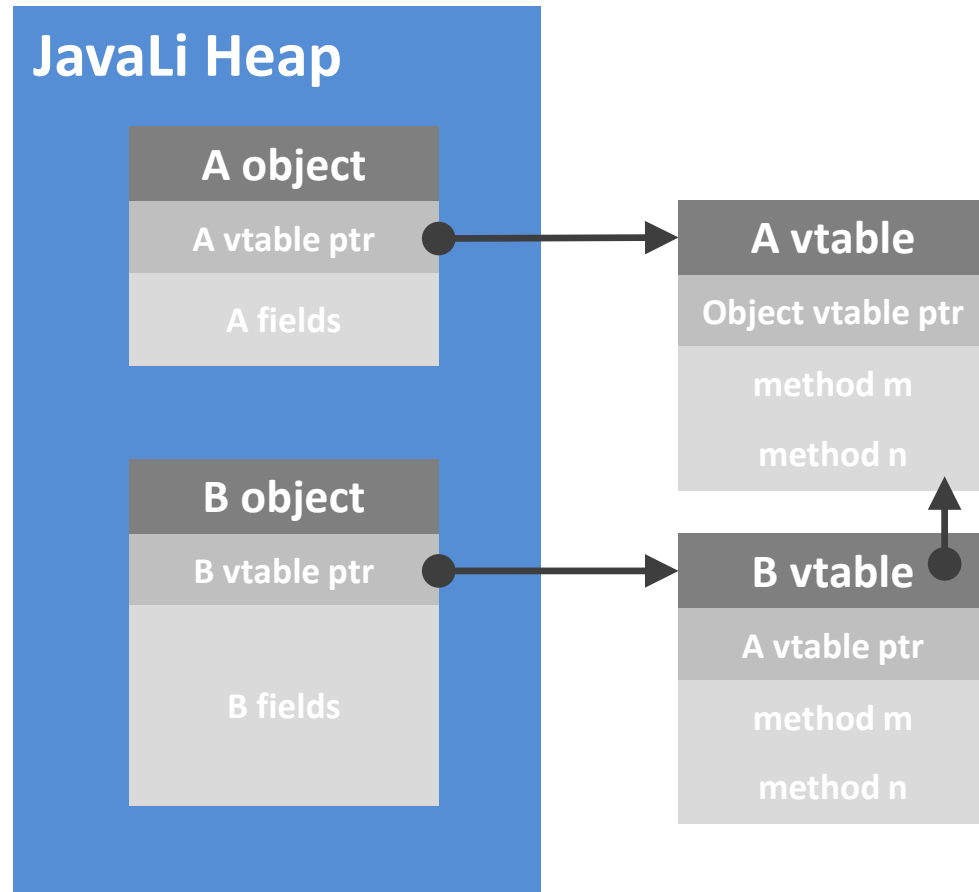 JavaLi Heap
A object
A vtable ptr
A fields
B object
B vtable ptr
B fields
A vtable
Object vtable ptr
method m
method n
B vtable
A vtable ptr
method m
method n